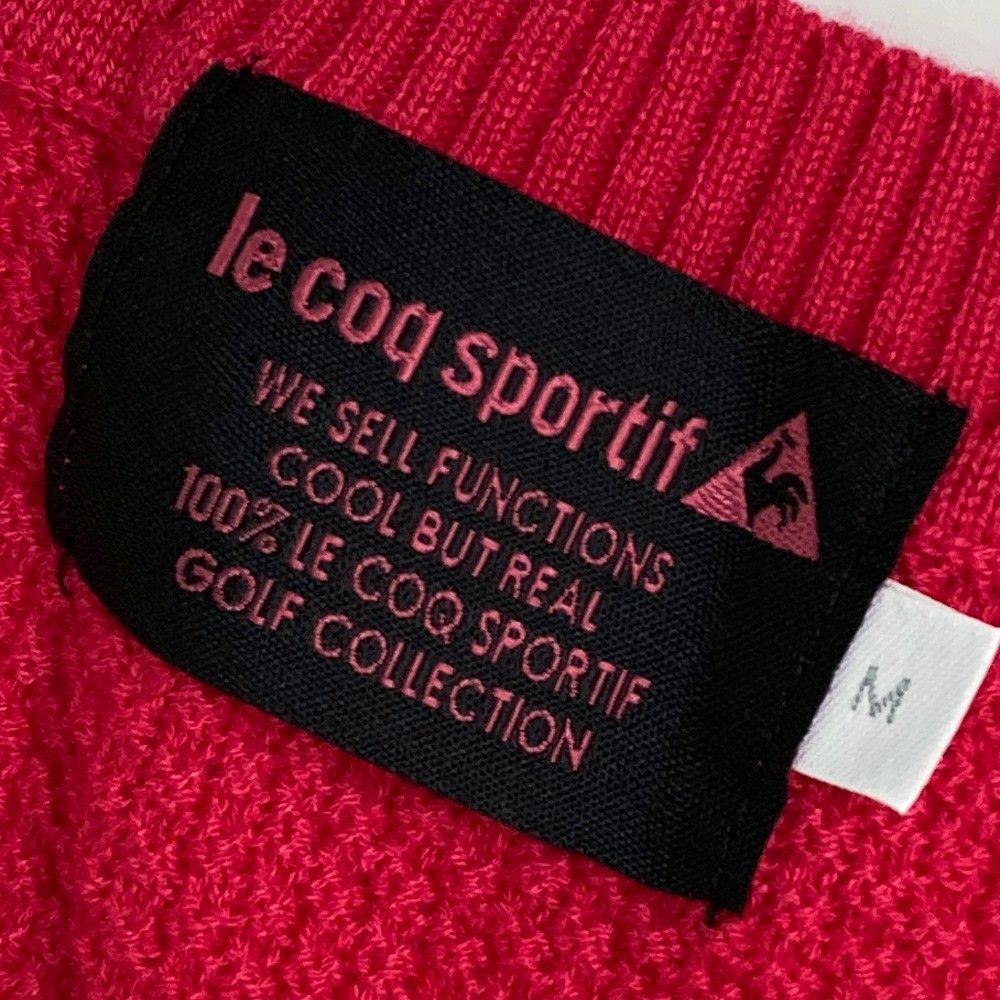 le coq sportif
WE SELL FUNCTIONS
COOL BUT REAL
100% LE COQ SPORTIF
GOLF COLLECTION
M